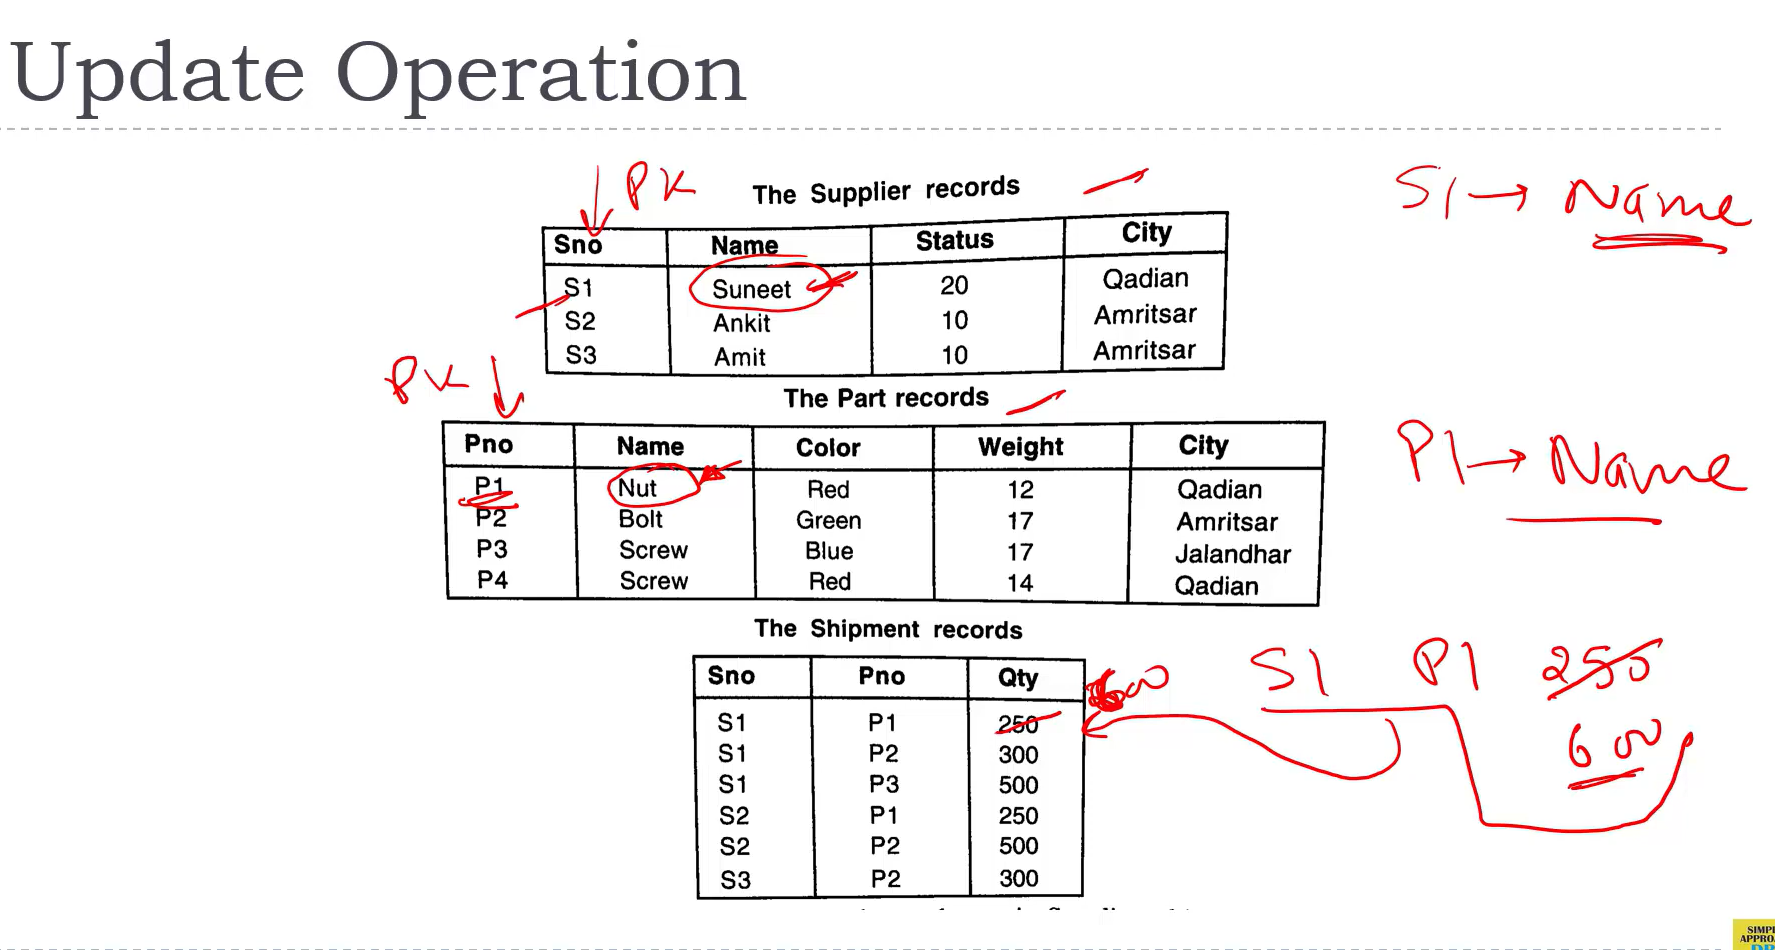 Update Operation
PK
The Supplier records
S1 → Name
Sno Name Status City
S1 Suneet 20 Qadian
S2 Ankit 10 Amritsar
S3 Amit 10 Amritsar
PK
The Part records
Pno Name Color Weight City
P1 Nut Red 12 Qadian
P2 Bolt Green 17 Amritsar
P3 Screw Blue 17 Jalandhar
P4 Screw Red 14 Qadian
P1 → Name
The Shipment records
Sno Pno Qty
600
S1 P1 250
S1 P2 300
S1 P3 500
S2 P1 250
S2 P2 500
S3 P2 300
S1 P1 250
600